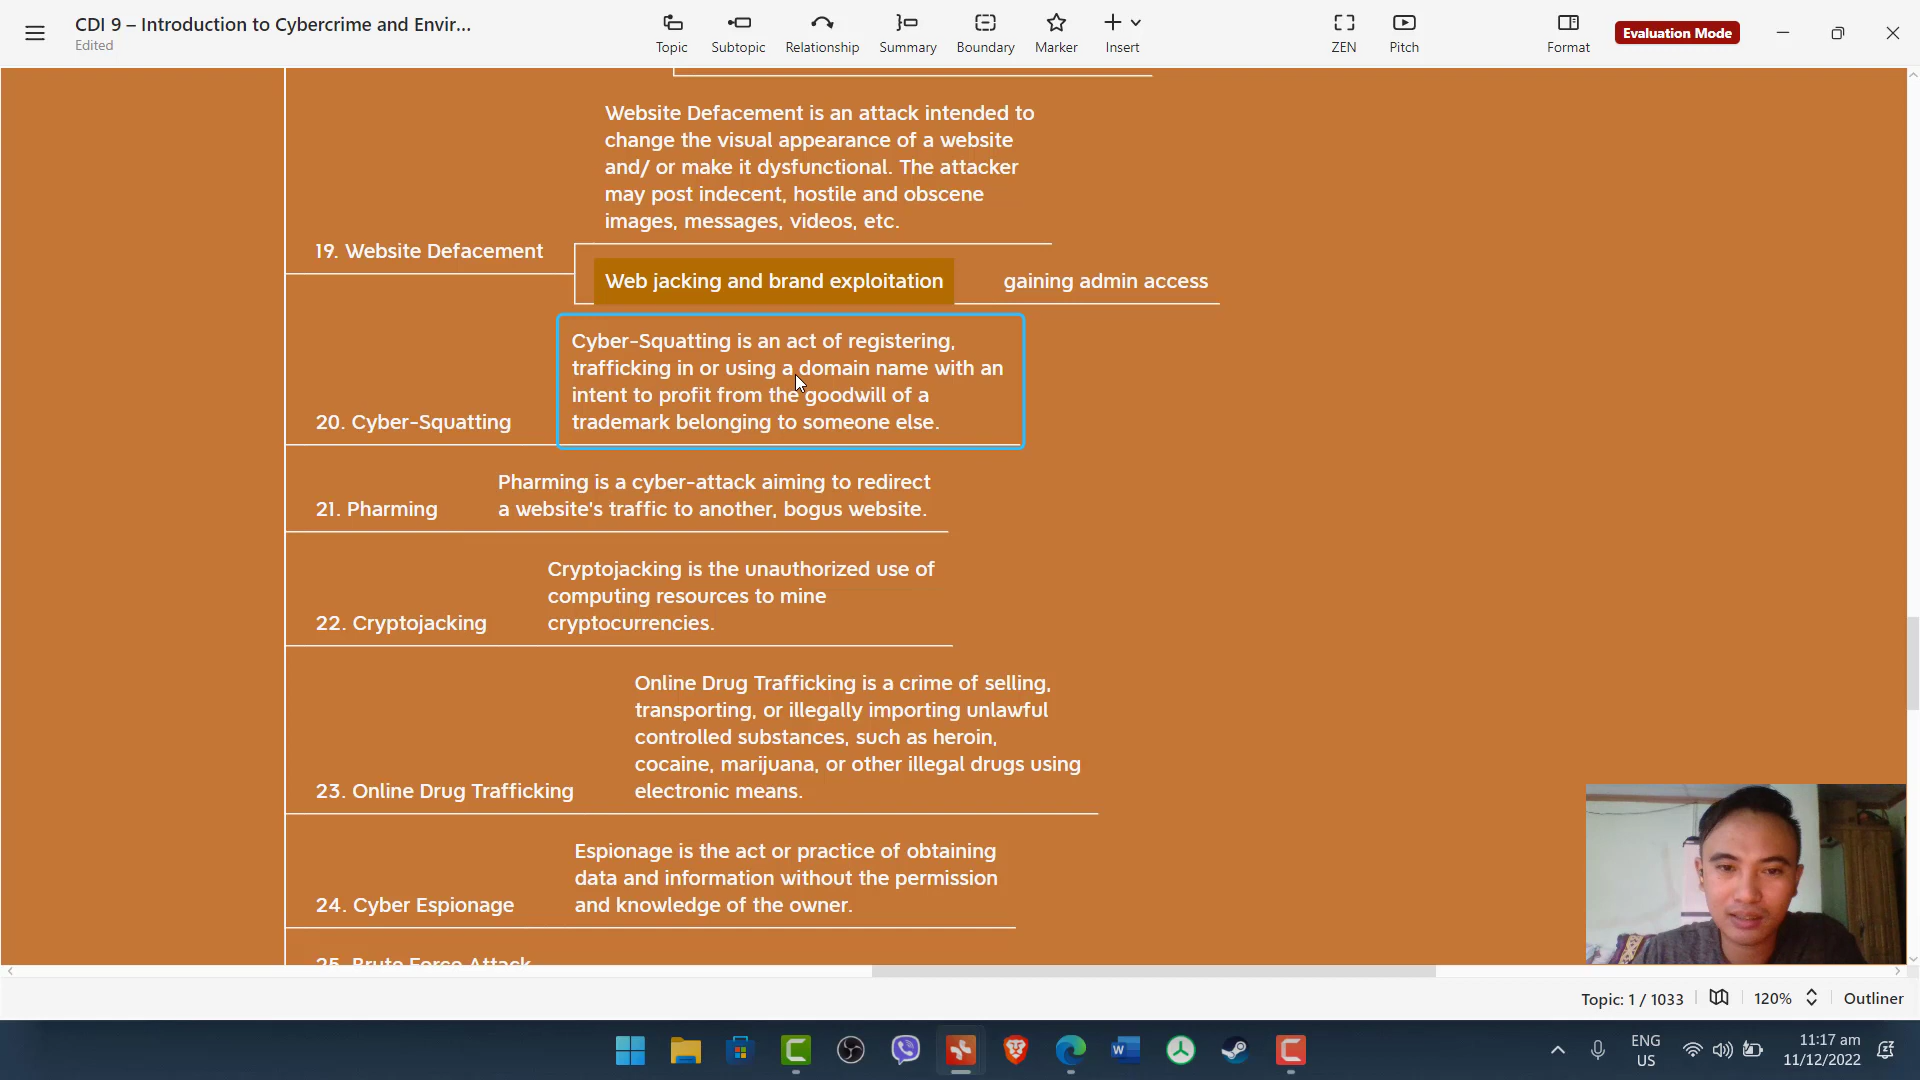 CDI 9 – Introduction to Cybercrime and Envir...
Edited
Topic
Subtopic
Relationship
Summary
Boundary
Marker
Insert
ZEN
Pitch
Format
Evaluation Mode
Website Defacement is an attack intended to
change the visual appearance of a website
and/ or make it dysfunctional. The attacker
may post indecent, hostile and obscene
images, messages, videos, etc.
19. Website Defacement
Web jacking and brand exploitation
gaining admin access
Cyber-Squatting is an act of registering,
trafficking in or using a domain name with an
intent to profit from the goodwill of a
trademark belonging to someone else.
20. Cyber-Squatting
Pharming is a cyber-attack aiming to redirect
a website's traffic to another, bogus website.
21. Pharming
Cryptojacking is the unauthorized use of
computing resources to mine
cryptocurrencies.
22. Cryptojacking
Online Drug Trafficking is a crime of selling,
transporting, or illegally importing unlawful
controlled substances, such as heroin,
cocaine, marijuana, or other illegal drugs using
electronic means.
23. Online Drug Trafficking
Espionage is the act or practice of obtaining
data and information without the permission
and knowledge of the owner.
24. Cyber Espionage
25. Brute Force Attack
Topic: 1 / 1033
120%
Outliner
ENG
US
11:17 am
11/12/2022